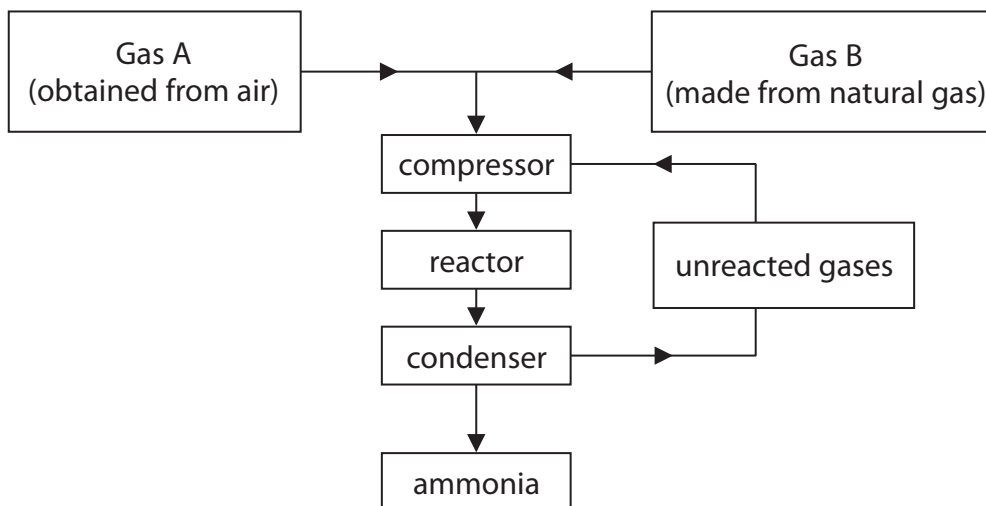 Gas A
(obtained from air)
Gas B
(made from natural gas)
compressor
reactor
unreacted gases
condenser
ammonia